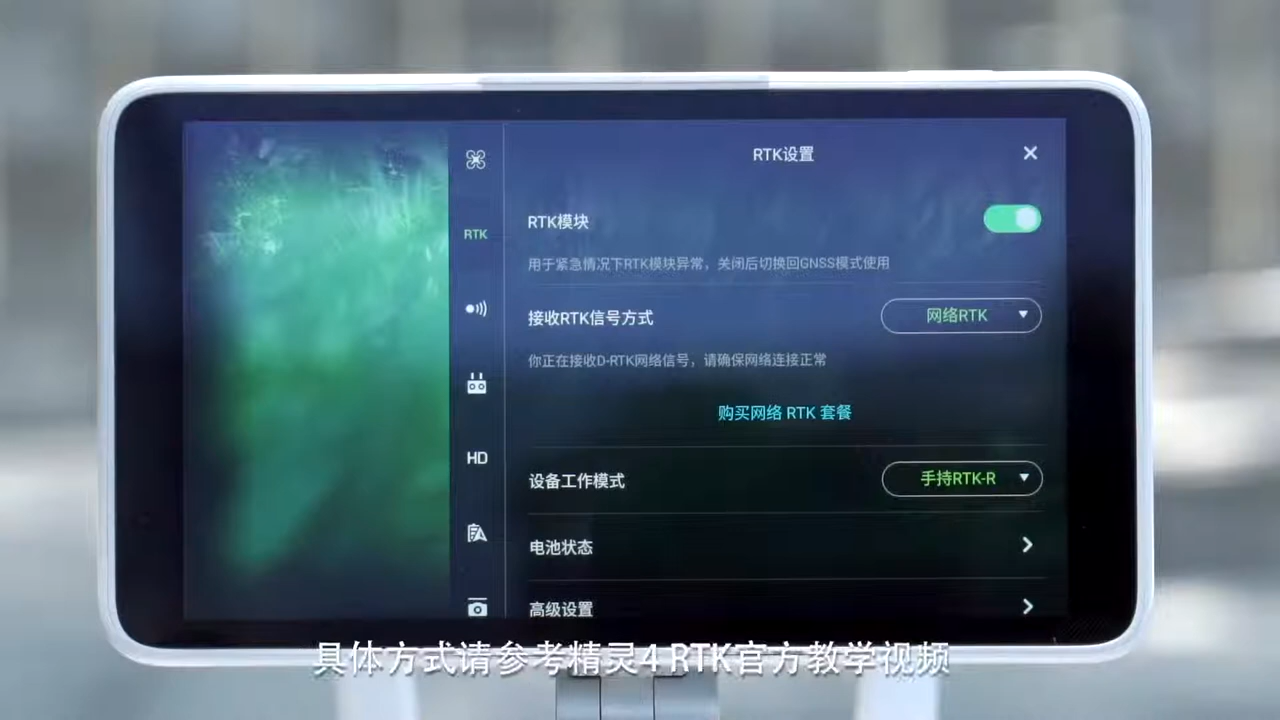 RTK设置
RTK
RTK模块
用于紧急情况下RTK模块异常，关闭后切换回GNSS模式使用
接收RTK信号方式
网络RTK
你正在接收D-RTK网络信号，请确保网络连接正常
购买网络 RTK 套餐
HD
设备工作模式
手持RTK-R
电池状态
高级设置
具体方式请参考精灵4 RTK官方教学视频